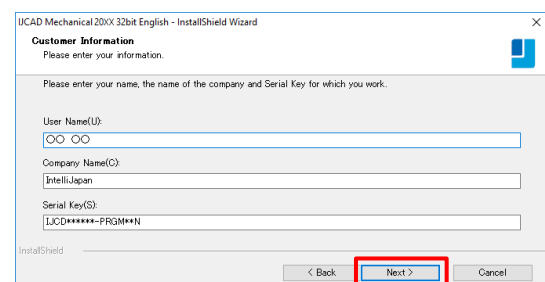 IJCAD Mechanical 20XX 32bit English - InstallShield Wizard
Customer Information
Please enter your information.
Please enter your name, the name of the company and Serial Key for which you work.
User Name(U):
○○ ○○
Company Name(C):
IntelliJapan
Serial Key(S):
IJCD******-PRGM**N
InstallShield
< Back Next > Cancel